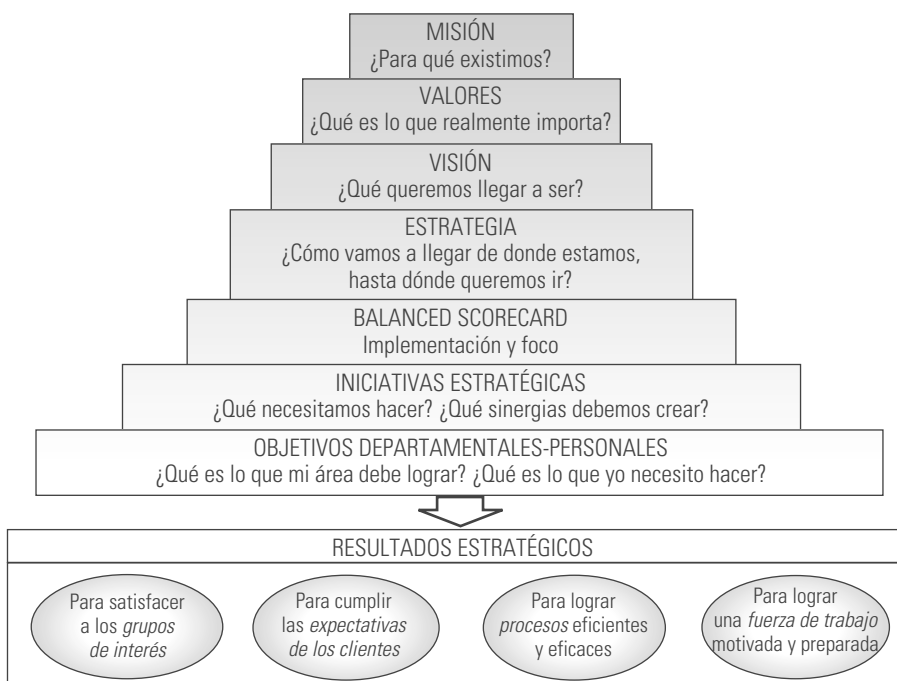 MISIÓN
¿Para qué existimos?
VALORES
¿Qué es lo que realmente importa?
VISIÓN
¿Qué queremos llegar a ser?
ESTRATEGIA
¿Cómo vamos a llegar de donde estamos,
hasta dónde queremos ir?
BALANCED SCORECARD
Implementación y foco
INICIATIVAS ESTRATÉGICAS
¿Qué necesitamos hacer? ¿Qué sinergias debemos crear?
OBJETIVOS DEPARTAMENTALES-PERSONALES
¿Qué es lo que mi área debe lograr? ¿Qué es lo que yo necesito hacer?
RESULTADOS ESTRATÉGICOS
Para satisfacer
a los grupos
de interés
Para cumplir
las expectativas
de los clientes
Para lograr
procesos eficientes
y eficaces
Para lograr
una fuerza de trabajo
motivada y preparada